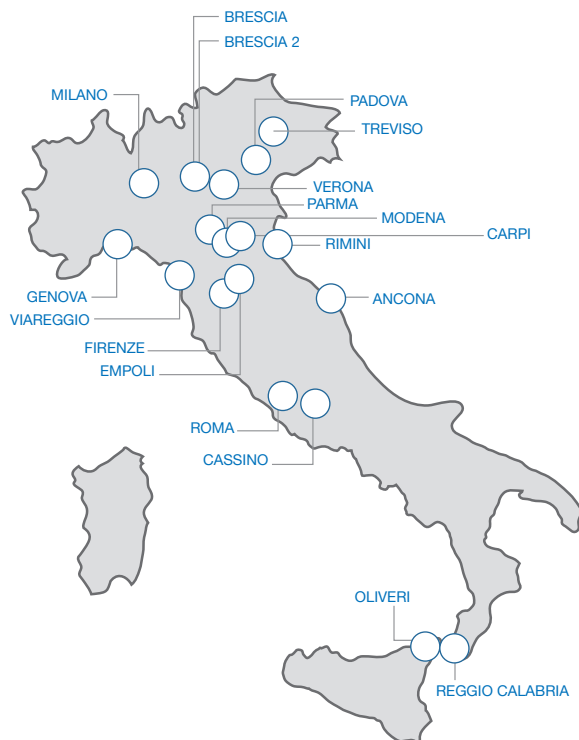 BRESCIA
BRESCIA 2
MILANO
PADOVA
TREVISO
VERONA
PARMA
MODENA
CARPI
RIMINI
GENOVA
ANCONA
VIAREGGIO
FIRENZE
EMPOLI
ROMA
CASSINO
OLIVERI
REGGIO CALABRIA